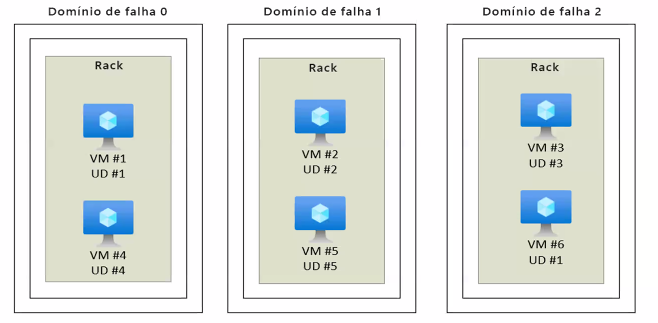 Domínio de falha 0
Domínio de falha 1
Domínio de falha 2
Rack
Rack
Rack
VM #1
UD #1
VM #2
UD #2
VM #3
UD #3
VM #4
UD #4
VM #5
UD #5
VM #6
UD #1